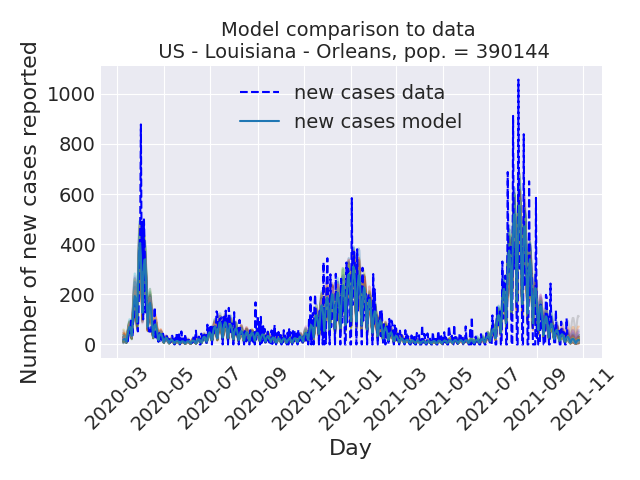 Model comparison to data
US - Louisiana - Orleans, pop. = 390144
Number of new cases reported
1000
800
600
400
200
0
new cases data
new cases model
2020-03
2020-05
2020-07
2020-09
2020-11
2021-01
2021-03
2021-05
2021-07
2021-09
2021-11
Day